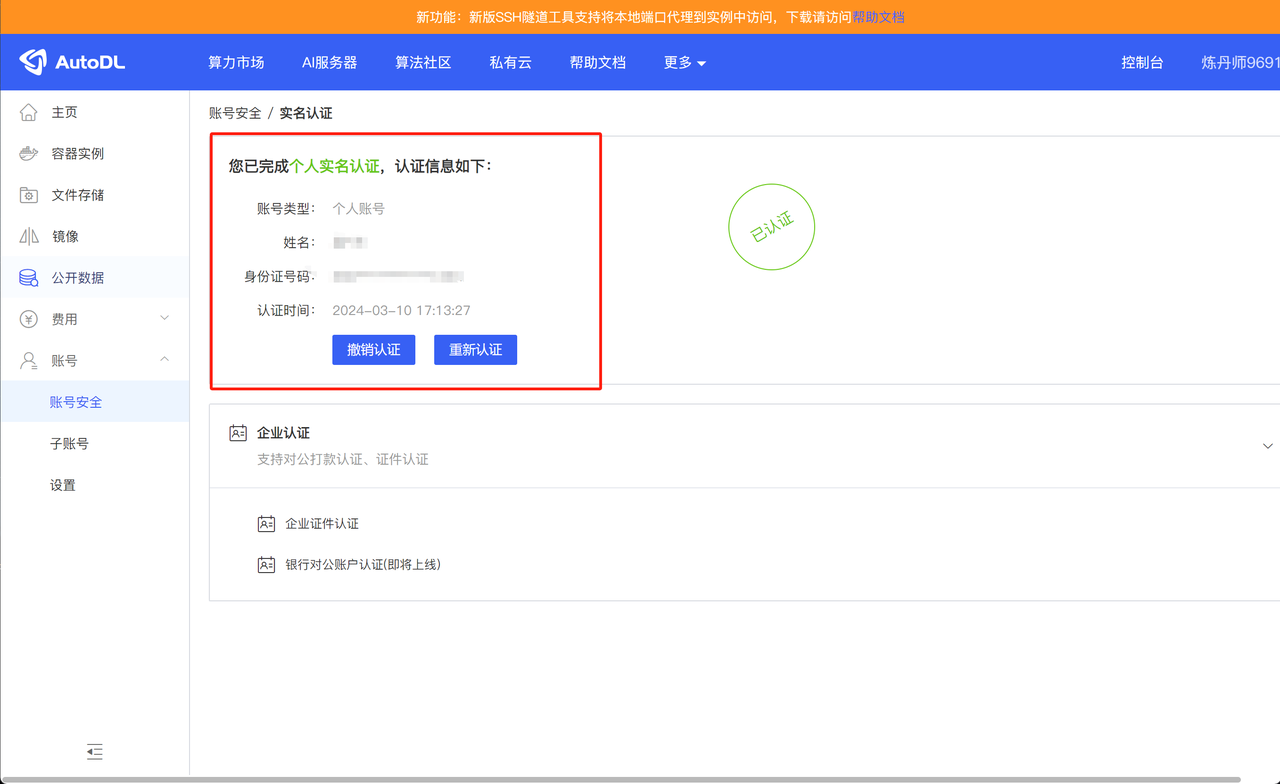 新功能：新版SSH隧道工具支持将本地端口代理到实例中访问，下载请访问帮助文档
AutoDL 算力市场 AI服务器 算法社区 私有云 帮助文档 更多 控制台 炼丹师9691
主页
容器实例
文件存储
镜像
公开数据
费用
账号
账号安全
子账号
设置
账号安全 / 实名认证
您已完成个人实名认证，认证信息如下：
账号类型： 个人账号
姓名：
身份证号码：
认证时间： 2024-03-10 17:13:27
撤销认证 重新认证
已认证
企业认证
支持对公打款认证、证件认证
企业证件认证
银行对公账户认证(即将上线)